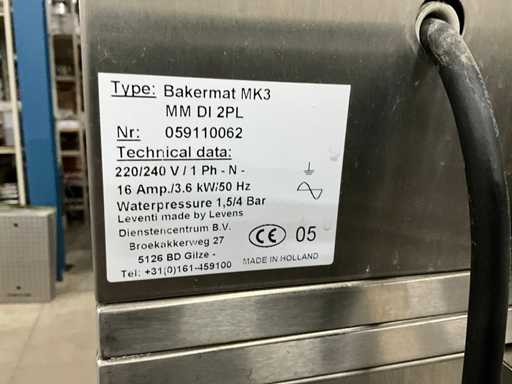 Type: Bakermat MK3
MM DI 2PL
Nr: 059110062
Technical data:
220/240 V / 1 Ph - N -
16 Amp./3.6 kW/50 Hz
Waterpressure 1,5/4 Bar
Leventi made by Levens
Dienstencentrum B.V.
Broekakkerweg 27
5126 BD Gilze -
Tel: +31(0)161-459100
CE 05
MADE IN HOLLAND